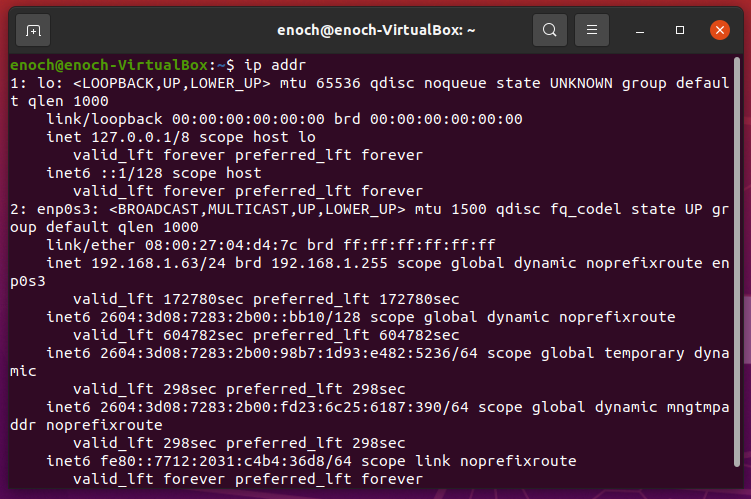 enoch@enoch-VirtualBox: ~
enoch@enoch-VirtualBox:~$ ip addr
1: lo: <LOOPBACK,UP,LOWER_UP> mtu 65536 qdisc noqueue state UNKNOWN group defaul
t qlen 1000
    link/loopback 00:00:00:00:00:00 brd 00:00:00:00:00:00
    inet 127.0.0.1/8 scope host lo
       valid_lft forever preferred_lft forever
    inet6 ::1/128 scope host
       valid_lft forever preferred_lft forever
2: enp0s3: <BROADCAST,MULTICAST,UP,LOWER_UP> mtu 1500 qdisc fq_codel state UP gr
oup default qlen 1000
    link/ether 08:00:27:04:d4:7c brd ff:ff:ff:ff:ff:ff
    inet 192.168.1.63/24 brd 192.168.1.255 scope global dynamic noprefixroute en
p0s3
       valid_lft 172780sec preferred_lft 172780sec
    inet6 2604:3d08:7283:2b00::bb10/128 scope global dynamic noprefixroute
       valid_lft 604782sec preferred_lft 604782sec
    inet6 2604:3d08:7283:2b00:98b7:1d93:e482:5236/64 scope global temporary dyna
mic
       valid_lft 298sec preferred_lft 298sec
    inet6 2604:3d08:7283:2b00:fd23:6c25:6187:390/64 scope global dynamic mngtmpa
ddr noprefixroute
       valid_lft 298sec preferred_lft 298sec
    inet6 fe80::7712:2031:c4b4:36d8/64 scope link noprefixroute
       valid_lft forever preferred_lft forever